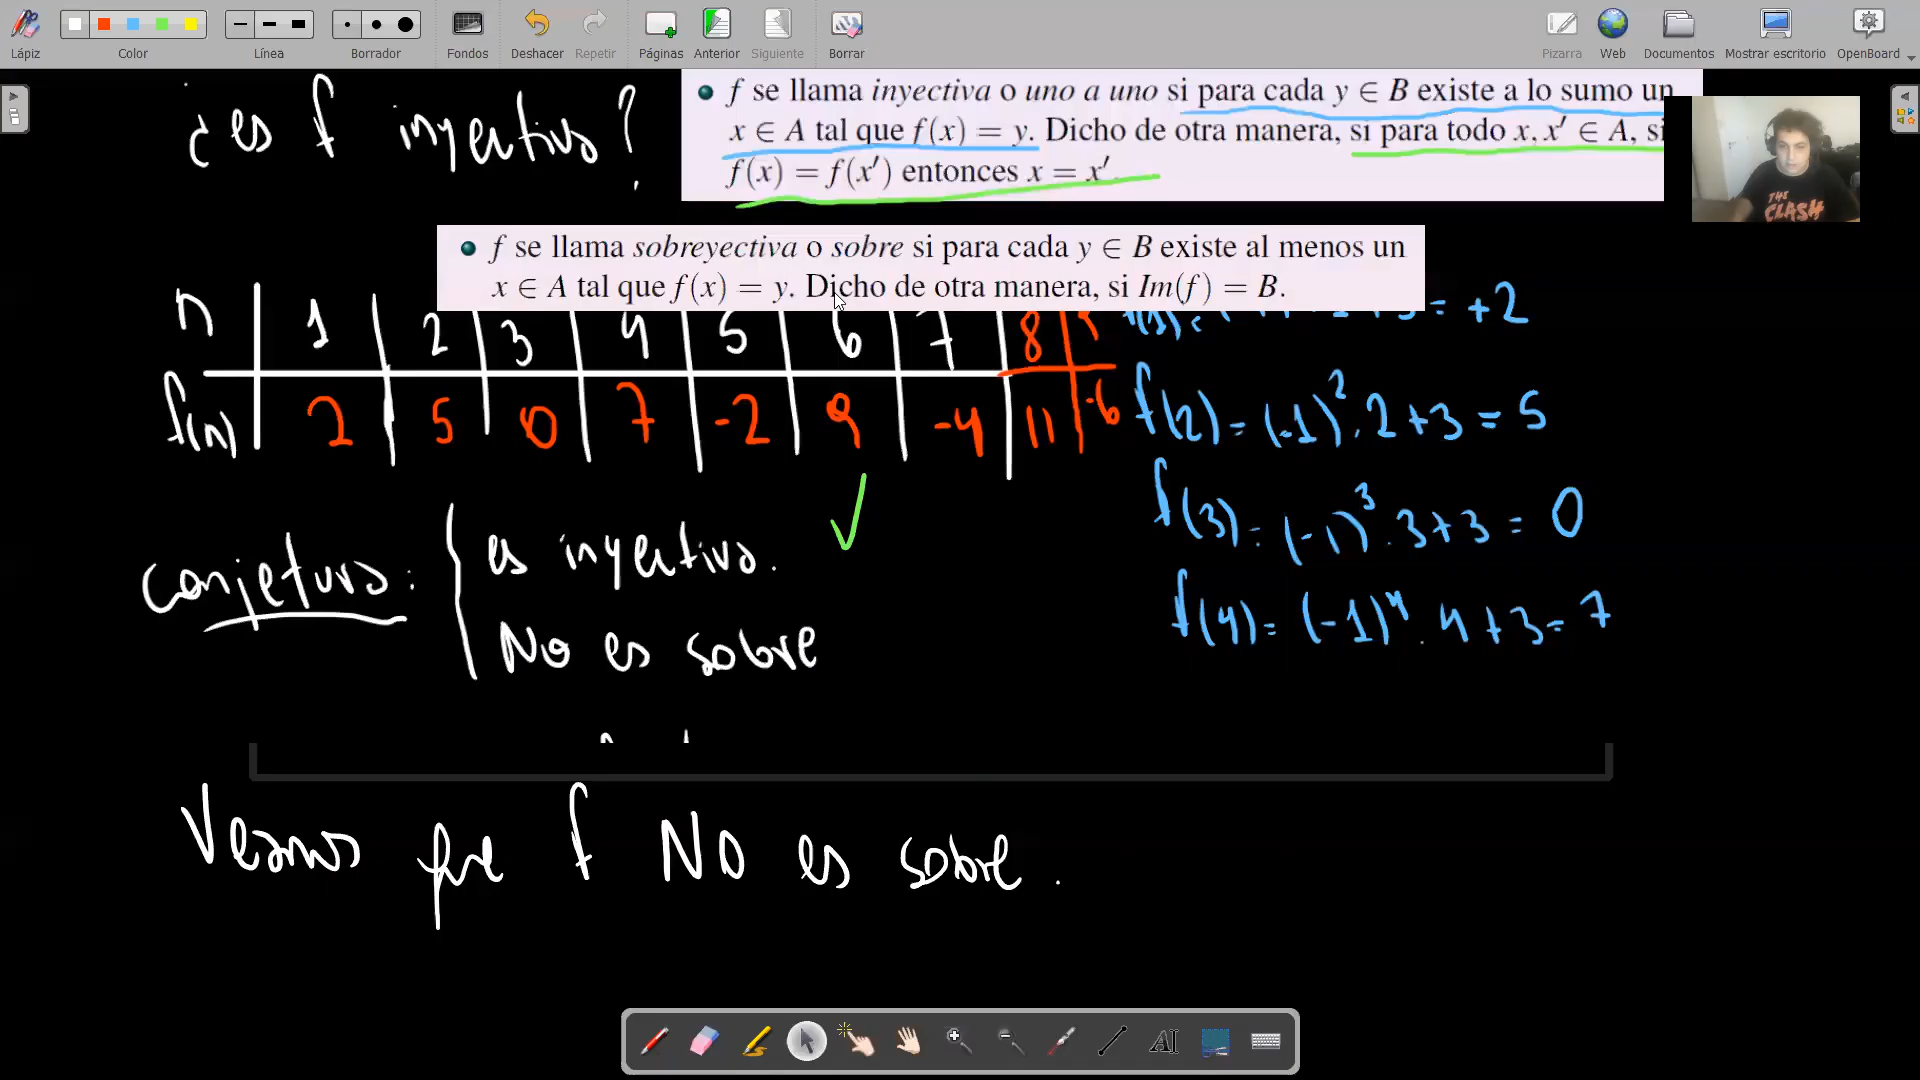 Lápiz Color Línea Borrador Fondos Deshacer Repetir Páginas Anterior Siguiente Borrar Pizarra Web Documentos Mostrar escritorio OpenBoard
¿es f inyectiva?
f se llama inyectiva o uno a uno si para cada y ∈ B existe a lo sumo un
x ∈ A tal que f(x) = y. Dicho de otra manera, si para todo x, x′ ∈ A, si
f(x) = f(x′) entonces x = x′.
THE
CLASH
f se llama sobreyectiva o sobre si para cada y ∈ B existe al menos un
x ∈ A tal que f(x) = y. Dicho de otra manera, si Im(f) = B.
n 1 2 3 4 5 6 7 8
f(n) 2 5 0 7 -2 9 -4 11 -6
= +2
f(2) = (-1)². 2 + 3 = 5
f(3) = (-1)³. 3 + 3 = 0
f(4) = (-1)⁴. 4 + 3 = 7
Conjetura: es inyectiva.
No es sobre
Veamos que f NO es sobre.